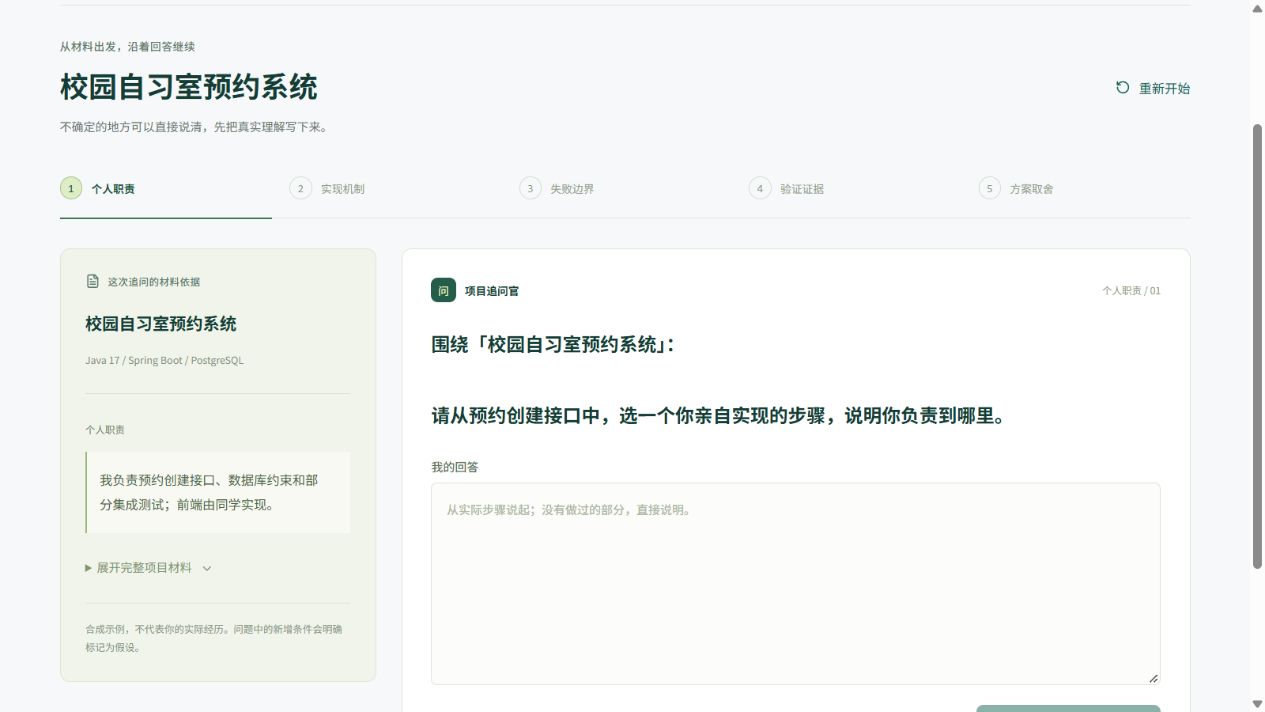 从材料出发，沿着回答继续
校园自习室预约系统
重新开始
不确定的地方可以直接说清，先把真实理解写下来。
1 个人职责
2 实现机制
3 失败边界
4 验证证据
5 方案取舍
这次追问的材料依据
校园自习室预约系统
Java 17 / Spring Boot / PostgreSQL
个人职责
我负责预约创建接口、数据库约束和部
分集成测试；前端由同学实现。
展开完整项目材料
合成示例，不代表你的实际经历。问题中的新增条件会明确
标记为假设。
问 项目追问官
个人职责 / 01
围绕「校园自习室预约系统」：
请从预约创建接口中，选一个你亲自实现的步骤，说明你负责到哪里。
我的回答
从实际步骤说起；没有做过的部分，直接说明。